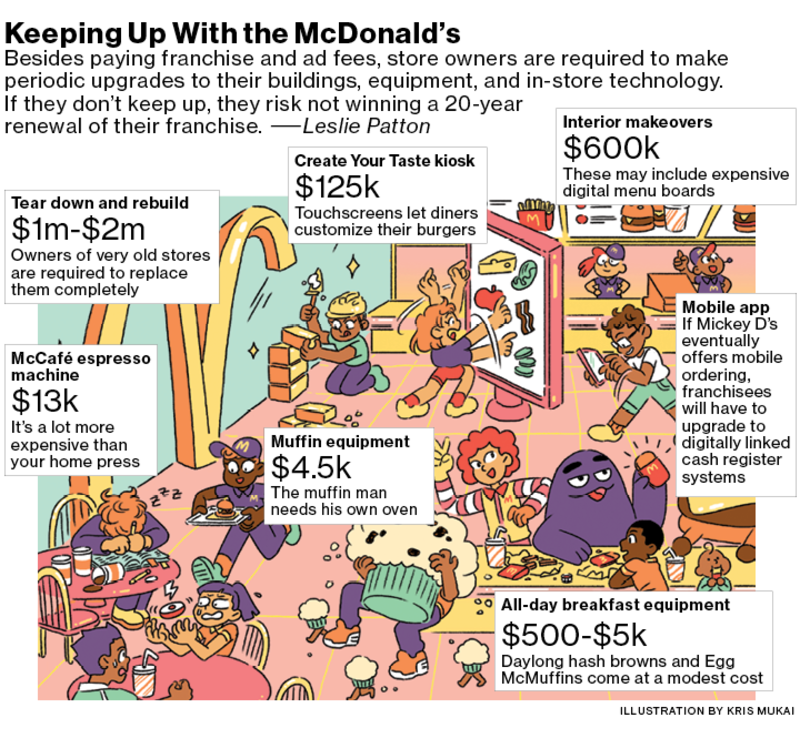 Keeping Up With the McDonald's
Besides paying franchise and ad fees, store owners are required to make
periodic upgrades to their buildings, equipment, and in-store technology.
If they don't keep up, they risk not winning a 20-year
renewal of their franchise. —Leslie Patton
Interior makeovers
$600k
These may include expensive
digital menu boards
Create Your Taste kiosk
$125k
Touchscreens let diners
customize their burgers
Tear down and rebuild
$1m-$2m
Owners of very old stores
are required to replace
them completely
Mobile app
If Mickey D's
eventually
offers mobile
ordering,
franchisees
will have to
upgrade to
digitally linked
cash register
systems
McCafé espresso
machine
$13k
It's a lot more
expensive than
your home press
Muffin equipment
$4.5k
The muffin man
needs his own oven
zzz
All-day breakfast equipment
$500-$5k
Daylong hash browns and Egg
McMuffins come at a modest cost
ILLUSTRATION BY KRIS MUKAI